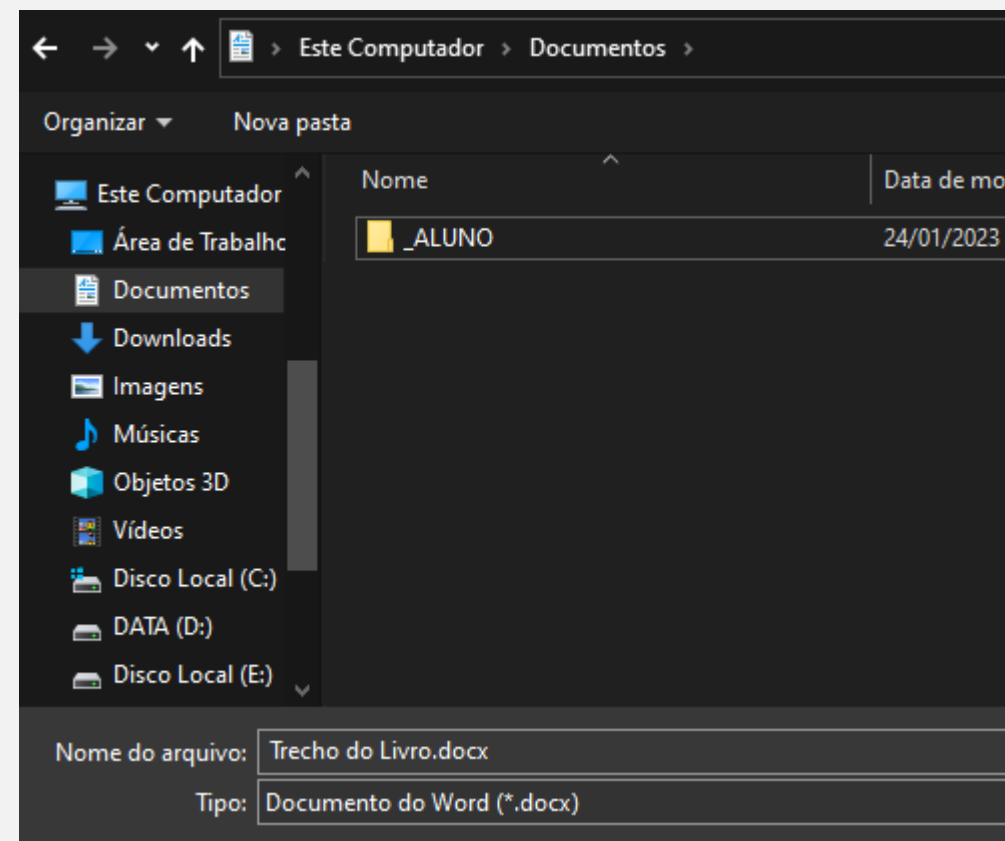 Este Computador > Documentos >
Organizar Nova pasta
Nome Data de mo
Este Computador
Área de Trabalhc
_ALUNO 24/01/2023
Documentos
Downloads
Imagens
Músicas
Objetos 3D
Vídeos
Disco Local (C:)
DATA (D:)
Disco Local (E:)
Nome do arquivo: Trecho do Livro.docx
Tipo: Documento do Word (*.docx)